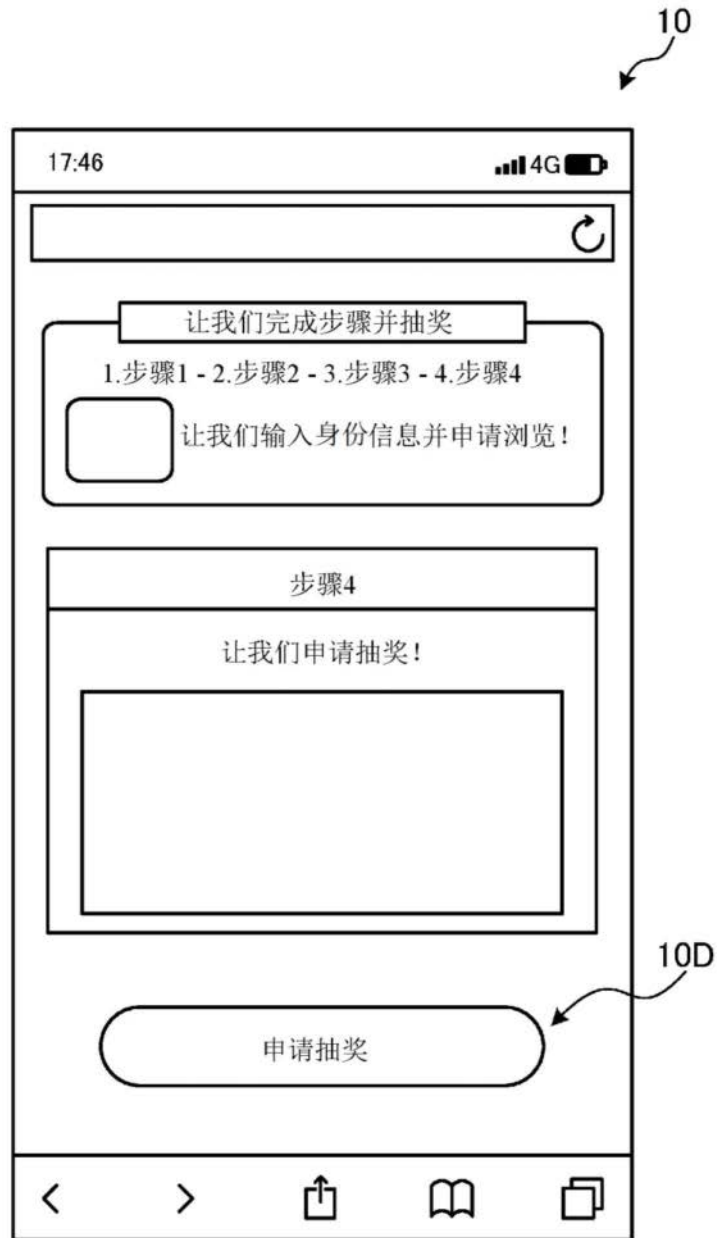 10
17:46 4G
让我们完成步骤并抽奖
1.步骤1 - 2.步骤2 - 3.步骤3 - 4.步骤4
让我们输入身份信息并申请浏览！
步骤4
让我们申请抽奖！
10D
申请抽奖